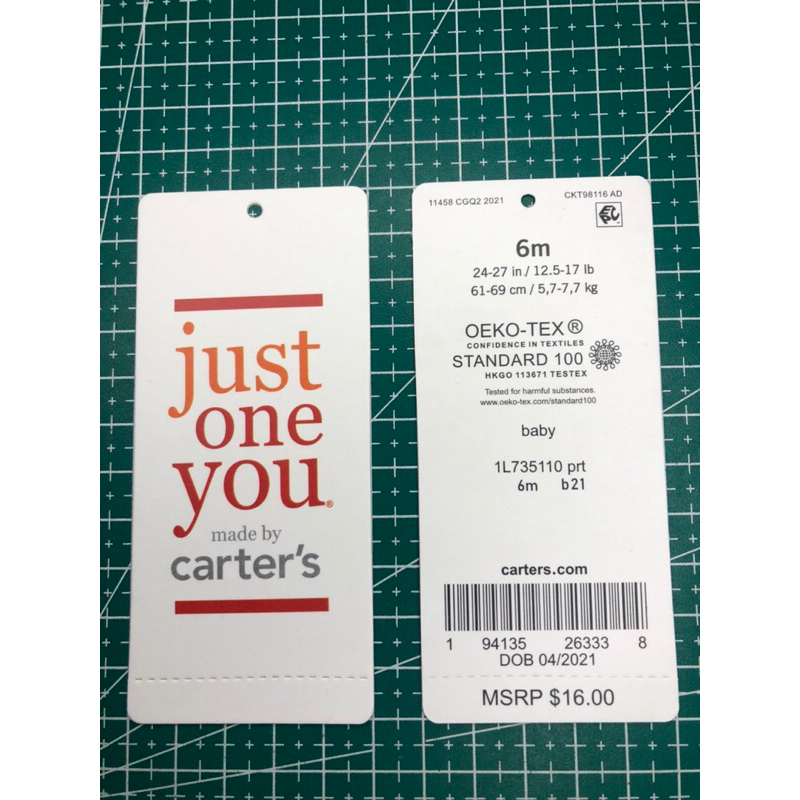 just
one
you®
made by
carter's
11458 CGQ2 2021
CKT98116 AD
6m
24-27 in / 12.5-17 lb
61-69 cm / 5,7-7,7 kg
OEKO-TEX®
CONFIDENCE IN TEXTILES
STANDARD 100
HKGO 113671 TESTEX
Tested for harmful substances.
www.oeko-tex.com/standard100
baby
1L735110 prt
6m b21
carters.com
1 94135 26333 8
DOB 04/2021
MSRP $16.00